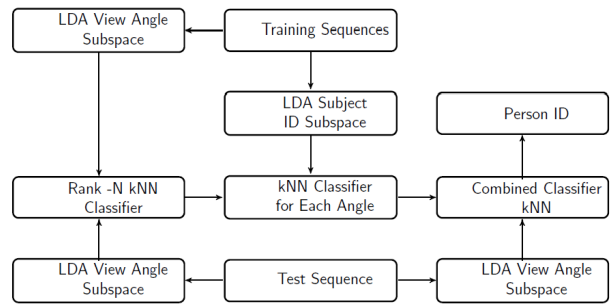 LDA View Angle
Subspace
Training Sequences
LDA Subject
ID Subspace
Person ID
Rank -N kNN
Classifier
kNN Classifier
for Each Angle
Combined Classifier
kNN
LDA View Angle
Subspace
Test Sequence
LDA View Angle
Subspace